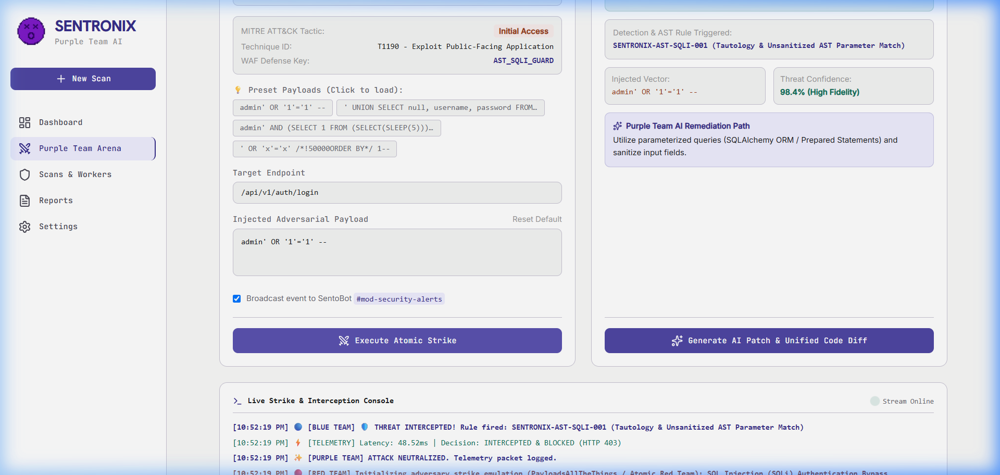 SENTRONIX
Purple Team AI
New Scan
Dashboard
Purple Team Arena
Scans & Workers
Reports
Settings
MITRE ATT&CK Tactic:
Initial Access
Technique ID:
T1190 - Exploit Public-Facing Application
WAF Defense Key:
AST_SQLI_GUARD
Preset Payloads (Click to load):
admin' OR '1'='1' --
' UNION SELECT null, username, password FROM…
admin' AND (SELECT 1 FROM (SELECT(SLEEP(5)))…
' OR 'x'='x' /*!50000ORDER BY*/ 1--
Target Endpoint
/api/v1/auth/login
Injected Adversarial Payload
Reset Default
admin' OR '1'='1' --
Broadcast event to SentoBot #mod-security-alerts
Execute Atomic Strike
Detection & AST Rule Triggered:
SENTRONIX-AST-SQLI-001 (Tautology & Unsanitized AST Parameter Match)
Injected Vector:
admin' OR '1'='1' --
Threat Confidence:
98.4% (High Fidelity)
Purple Team AI Remediation Path
Utilize parameterized queries (SQLAlchemy ORM / Prepared Statements) and
sanitize input fields.
Generate AI Patch & Unified Code Diff
Live Strike & Interception Console
Stream Online
[10:52:19 PM] [BLUE TEAM] THREAT INTERCEPTED! Rule fired: SENTRONIX-AST-SQLI-001 (Tautology & Unsanitized AST Parameter Match)
[10:52:19 PM] [TELEMETRY] Latency: 48.52ms | Decision: INTERCEPTED & BLOCKED (HTTP 403)
[10:52:19 PM] [PURPLE TEAM] ATTACK NEUTRALIZED. Telemetry packet logged.
[10:52:19 PM] [RED TEAM] Initializing adversary strike emulation (PayloadsAllTheThings / Atomic Red Team): SQL Injection (SQLi) Authentication Bypass